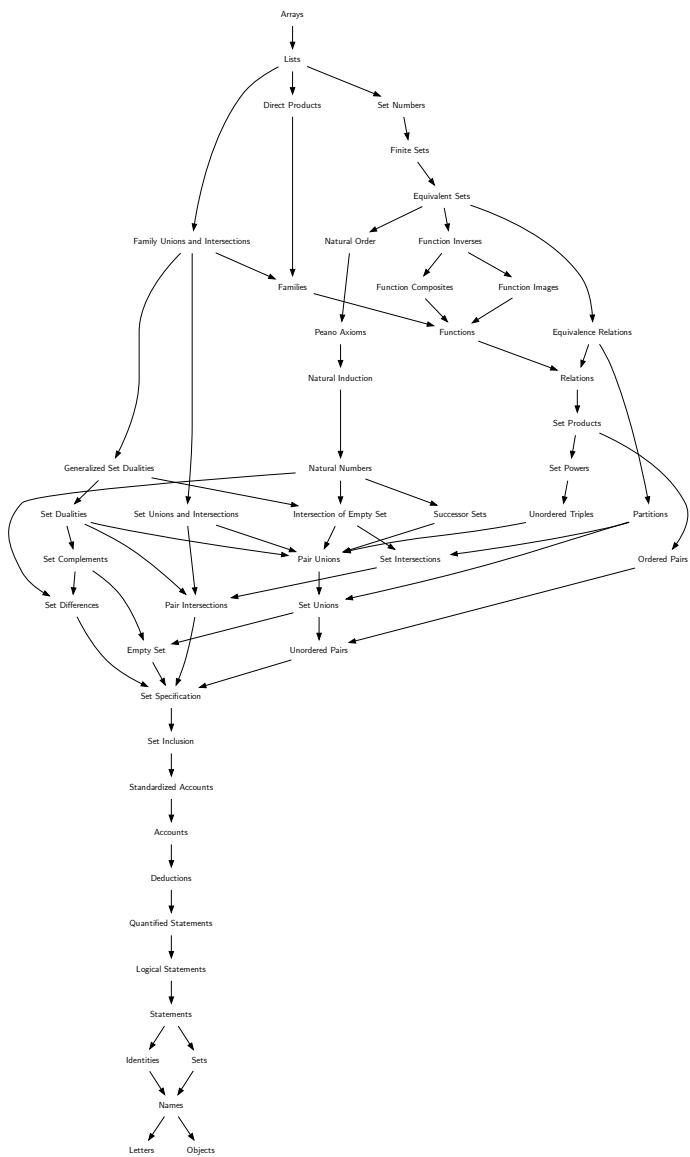 Arrays
Lists
Direct Products
Set Numbers
Finite Sets
Equivalent Sets
Family Unions and Intersections
Natural Order
Function Inverses
Families
Function Composites
Function Images
Peano Axioms
Functions
Equivalence Relations
Natural Induction
Relations
Set Products
Generalized Set Dualities
Natural Numbers
Set Powers
Set Dualities
Set Unions and Intersections
Intersection of Empty Set
Successor Sets
Unordered Triples
Partitions
Set Complements
Pair Unions
Set Intersections
Ordered Pairs
Set Differences
Pair Intersections
Set Unions
Empty Set
Unordered Pairs
Set Specification
Set Inclusion
Standardized Accounts
Accounts
Deductions
Quantified Statements
Logical Statements
Statements
Identities
Sets
Names
Letters
Objects